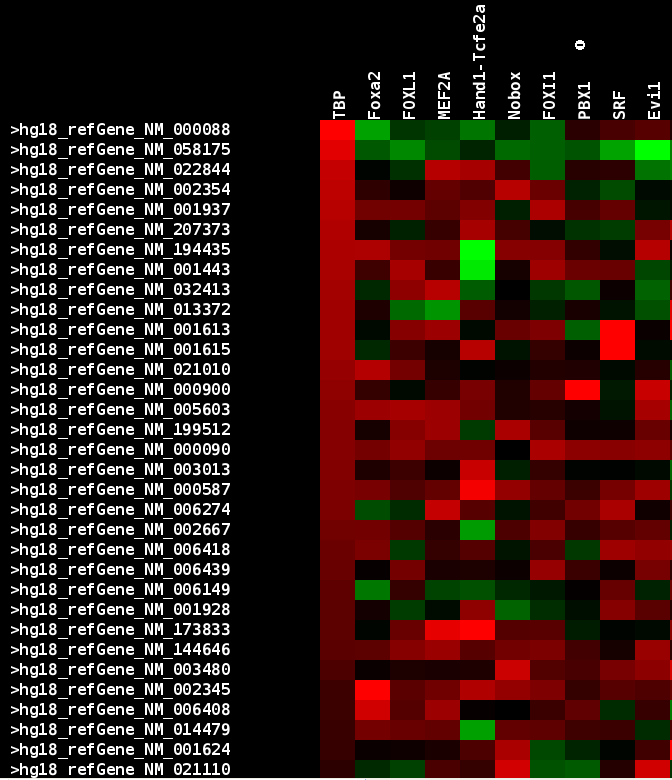 TBP
Foxa2
FOXL1
MEF2A
Hand1-Tcfe2a
Nobox
FOXI1
PBX1
SRF
Evi1
>hg18_refGene_NM_000088
>hg18_refGene_NM_058175
>hg18_refGene_NM_022844
>hg18_refGene_NM_002354
>hg18_refGene_NM_001937
>hg18_refGene_NM_207373
>hg18_refGene_NM_194435
>hg18_refGene_NM_001443
>hg18_refGene_NM_032413
>hg18_refGene_NM_013372
>hg18_refGene_NM_001613
>hg18_refGene_NM_001615
>hg18_refGene_NM_021010
>hg18_refGene_NM_000900
>hg18_refGene_NM_005603
>hg18_refGene_NM_199512
>hg18_refGene_NM_000090
>hg18_refGene_NM_003013
>hg18_refGene_NM_000587
>hg18_refGene_NM_006274
>hg18_refGene_NM_002667
>hg18_refGene_NM_006418
>hg18_refGene_NM_006439
>hg18_refGene_NM_006149
>hg18_refGene_NM_001928
>hg18_refGene_NM_173833
>hg18_refGene_NM_144646
>hg18_refGene_NM_003480
>hg18_refGene_NM_002345
>hg18_refGene_NM_006408
>hg18_refGene_NM_014479
>hg18_refGene_NM_001624
>hg18_refGene_NM_021110